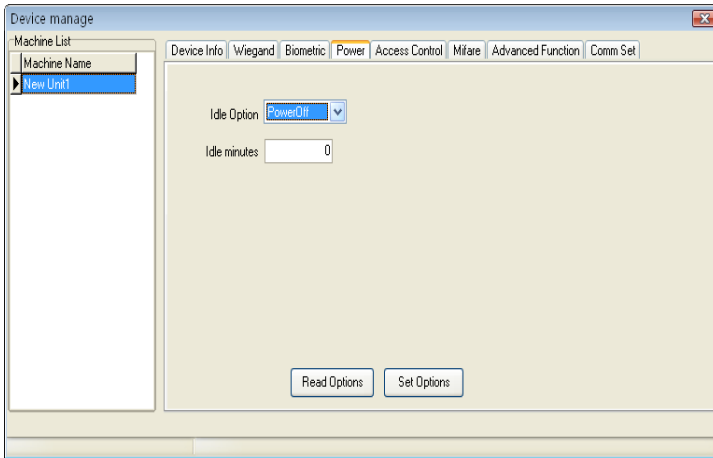 Device manage
Machine List
Machine Name
New Unit1
Device Info Wiegand Biometric Power Access Control Mifare Advanced Function Comm Set
Idle Option PowerOff
Idle minutes 0
Read Options Set Options